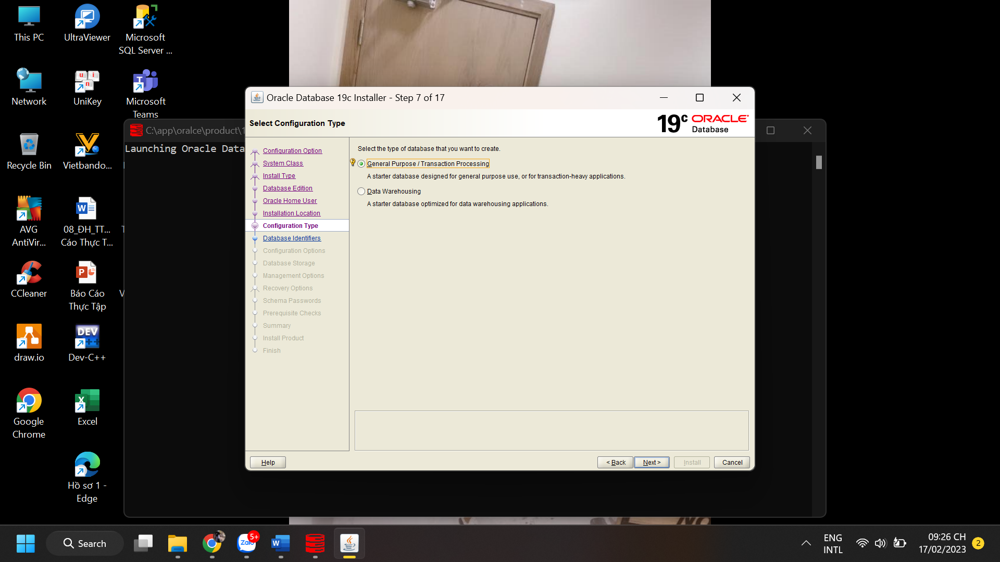 This PC
UltraViewer
Microsoft
SQL Server ...
Network
UniKey
Microsoft
Teams
Recycle Bin
Vietbando...
AVG
AntiVir...
08_ĐH_TT...
Cáo Thực T...
CCleaner
Báo Cáo
Thực Tập
draw.io
DEV
Dev-C++
Google
Chrome
Excel
Hồ sơ 1 -
Edge
C:\app\oralce\product\1
Launching Oracle Data
Oracle Database 19c Installer - Step 7 of 17
Select Configuration Type
19c ORACLE
Database
Configuration Option
System Class
Install Type
Database Edition
Oracle Home User
Installation Location
Configuration Type
Database Identifiers
Configuration Options
Database Storage
Management Options
Recovery Options
Schema Passwords
Prerequisite Checks
Summary
Install Product
Finish
Select the type of database that you want to create.
General Purpose / Transaction Processing
A starter database designed for general purpose use, or for transaction-heavy applications.
Data Warehousing
A starter database optimized for data warehousing applications.
Help
< Back
Next >
Install
Cancel
Search
Zalo
5+
ENG
INTL
09:26 CH
17/02/2023
2